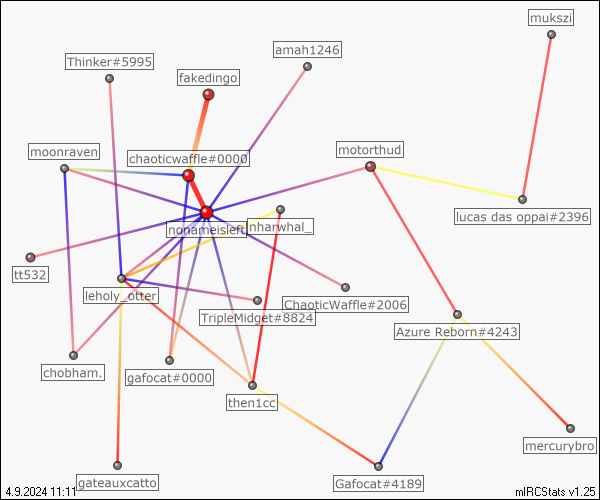 mukszi
amah1246
Thinker#5995
fakedingo
moonraven
motorthud
chaoticwaffle#0000
lucas das oppai#2396
nonameisleft
nharwhal_
tt532
leholy_otter
ChaoticWaffle#2006
TripleMidget#8824
Azure Reborn#4243
chobham.
gafocat#0000
then1cc
mercurybro
gateauxcatto
Gafocat#4189
4.9.2024 11:11
mIRCStats v1.25